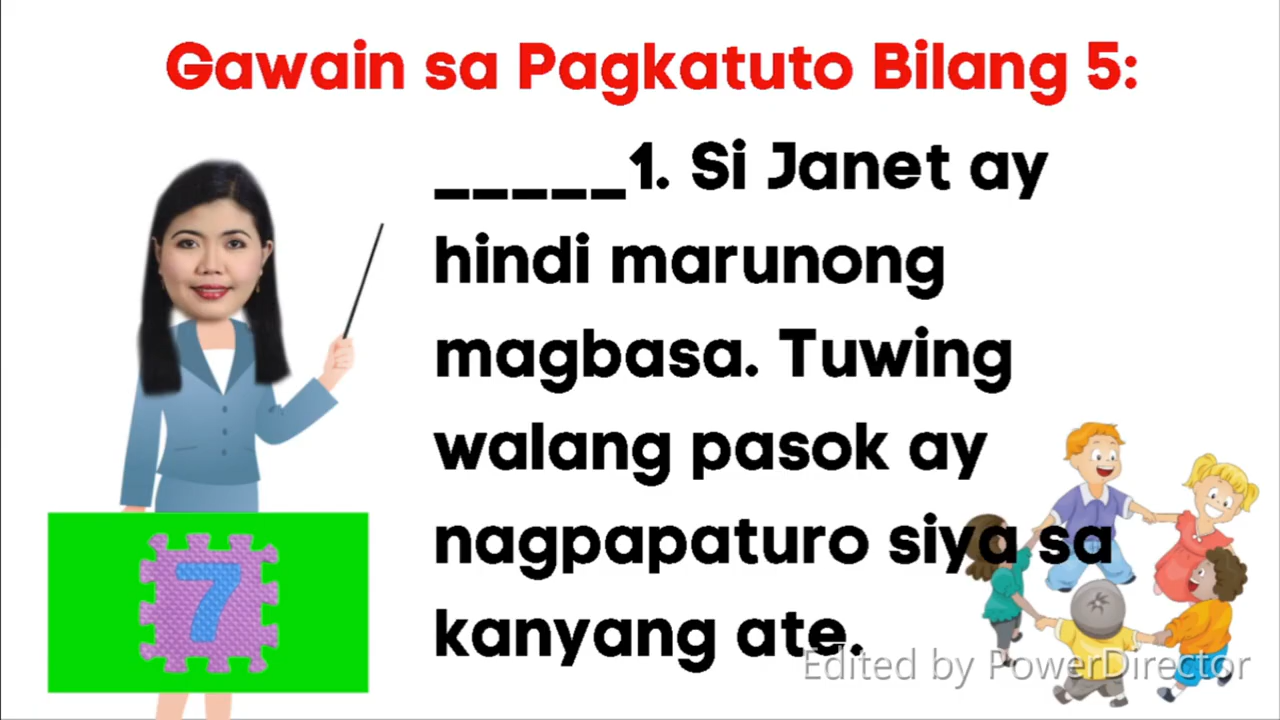 Gawain sa Pagkatuto Bilang 5:
_____1. Si Janet ay
hindi marunong
magbasa. Tuwing
walang pasok ay
nagpapaturo siya sa
kanyang ate.
7
Edited by PowerDirector